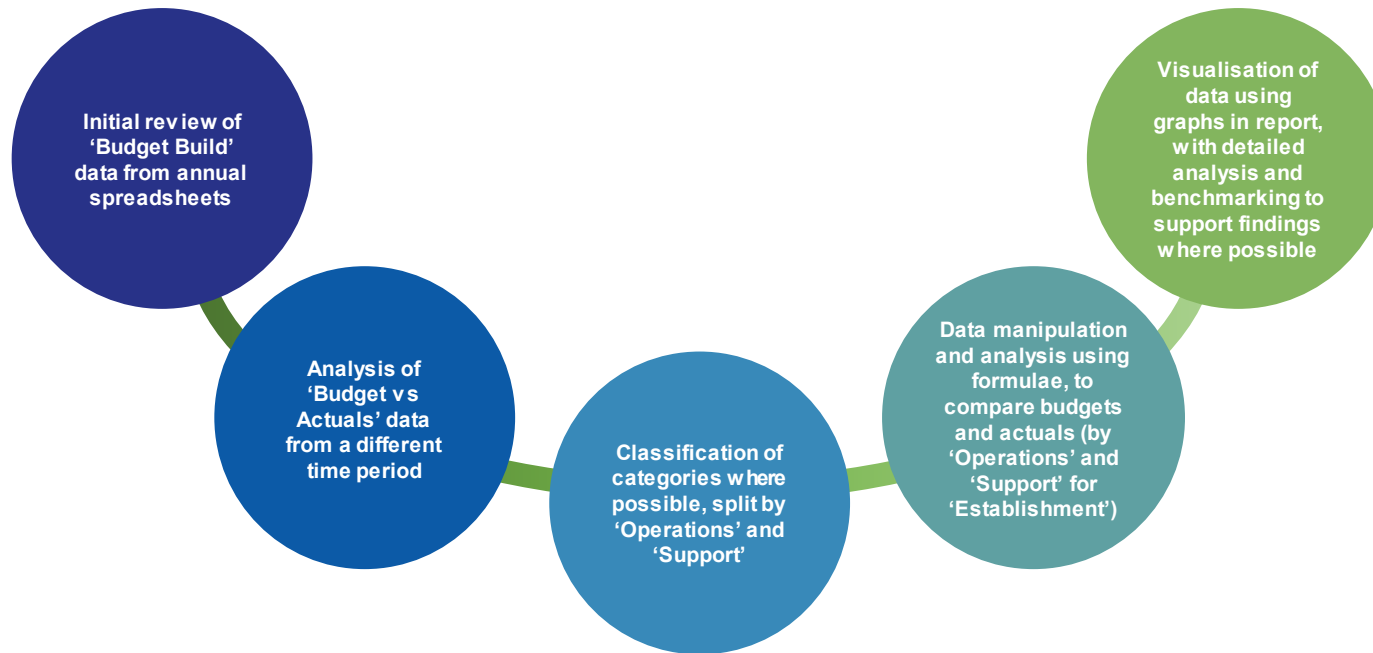 Initial review of
‘Budget Build’
data from annual
spreadsheets
Analysis of
‘Budget vs
Actuals’ data
from a different
time period
Classification of
categories where
possible, split by
‘Operations’ and
‘Support’
Data manipulation
and analysis using
formulae, to
compare budgets
and actuals (by
‘Operations’ and
‘Support’ for
‘Establishment’)
Visualisation of
data using
graphs in report,
with detailed
analysis and
benchmarking to
support findings
where possible